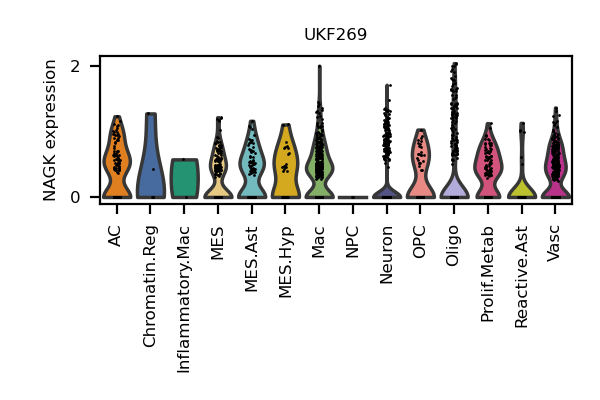 UKF269
NAGK expression
2
0
AC
Chromatin.Reg
Inflammatory.Mac
MES
MES.Ast
MES.Hyp
Mac
NPC
Neuron
OPC
Oligo
Prolif.Metab
Reactive.Ast
Vasc